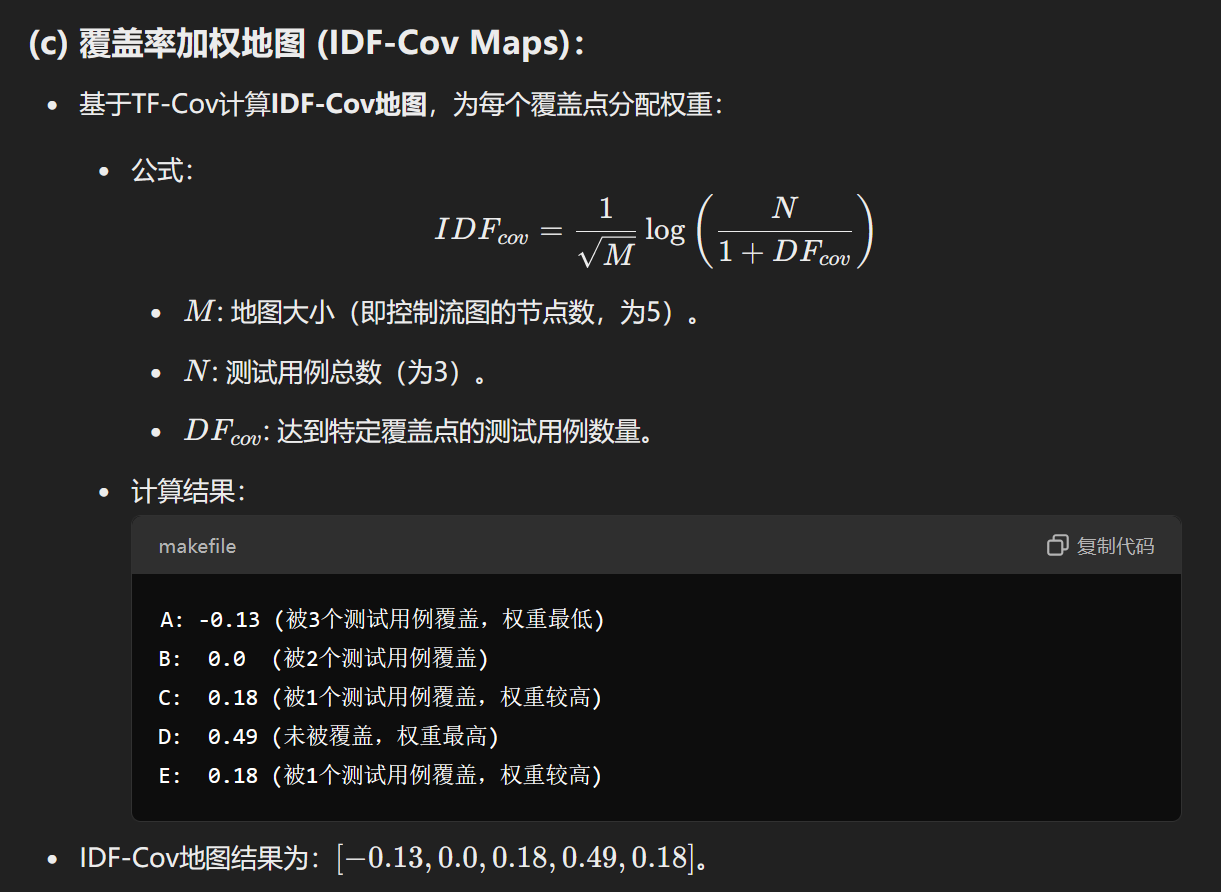 (c) 覆盖率加权地图 (IDF-Cov Maps)：
• 基于TF-Cov计算IDF-Cov地图，为每个覆盖点分配权重：
• 公式：
$IDF_{cov} = \frac{1}{\sqrt{M}} \log \left( \frac{N}{1 + DF_{cov}} \right)$
• M: 地图大小（即控制流图的节点数，为5）。
• N: 测试用例总数（为3）。
• $DF_{cov}$: 达到特定覆盖点的测试用例数量。
• 计算结果：
makefile 复制代码
A: -0.13 (被3个测试用例覆盖，权重最低)
B:  0.0  (被2个测试用例覆盖)
C:  0.18 (被1个测试用例覆盖，权重较高)
D:  0.49 (未被覆盖，权重最高)
E:  0.18 (被1个测试用例覆盖，权重较高)
• IDF-Cov地图结果为：[−0.13, 0.0, 0.18, 0.49, 0.18]。